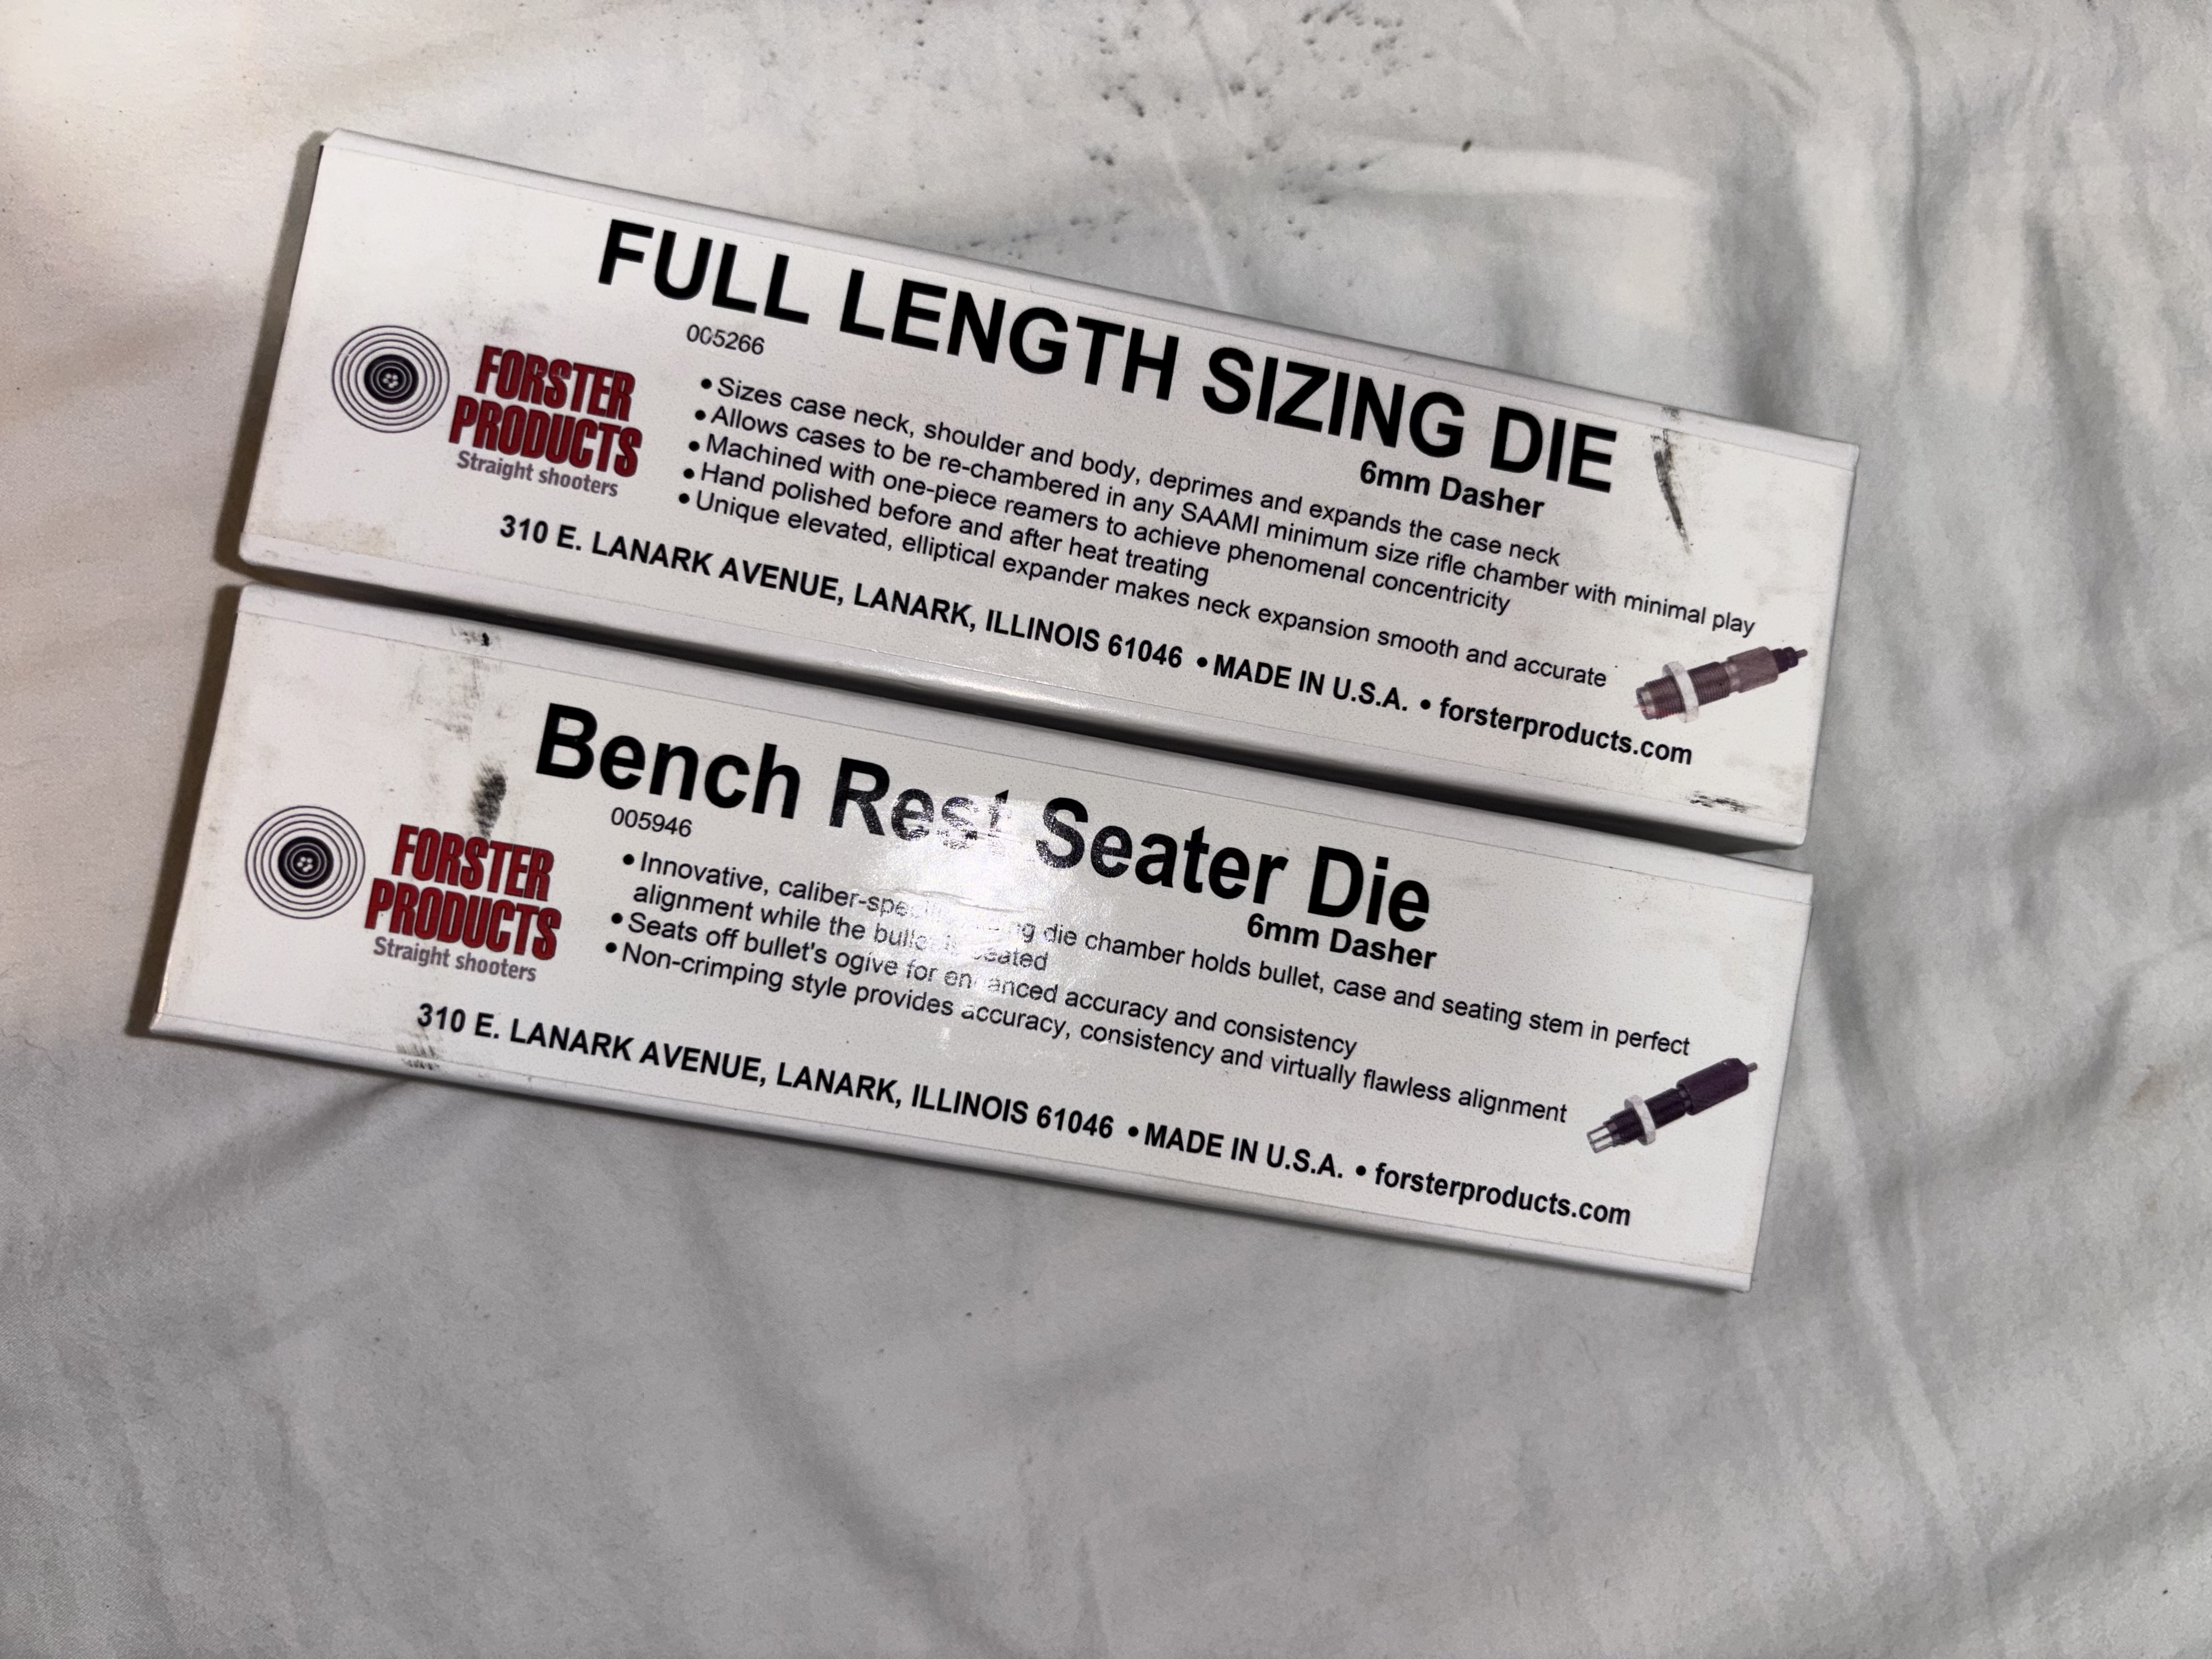 FULL LENGTH SIZING DIE
005266
6mm Dasher
FORSTER
PRODUCTS
Straight shooters
• Sizes case neck, shoulder and body, deprimes and expands the case neck
• Allows cases to be re-chambered in any SAAMI minimum size rifle chamber with minimal play
• Machined with one-piece reamers to achieve phenomenal concentricity
• Hand polished before and after heat treating
• Unique elevated, elliptical expander makes neck expansion smooth and accurate
310 E. LANARK AVENUE, LANARK, ILLINOIS 61046 • MADE IN U.S.A. • forsterproducts.com
Bench Rest Seater Die
005946
6mm Dasher
FORSTER
PRODUCTS
Straight shooters
• Innovative, die chamber holds bullet, case and seating stem in perfect
alignment while the bullet is seated
• Seats off bullet's ogive for enhanced accuracy and consistency
• Non-crimping style provides accuracy, consistency and virtually flawless alignment
310 E. LANARK AVENUE, LANARK, ILLINOIS 61046 • MADE IN U.S.A. • forsterproducts.com